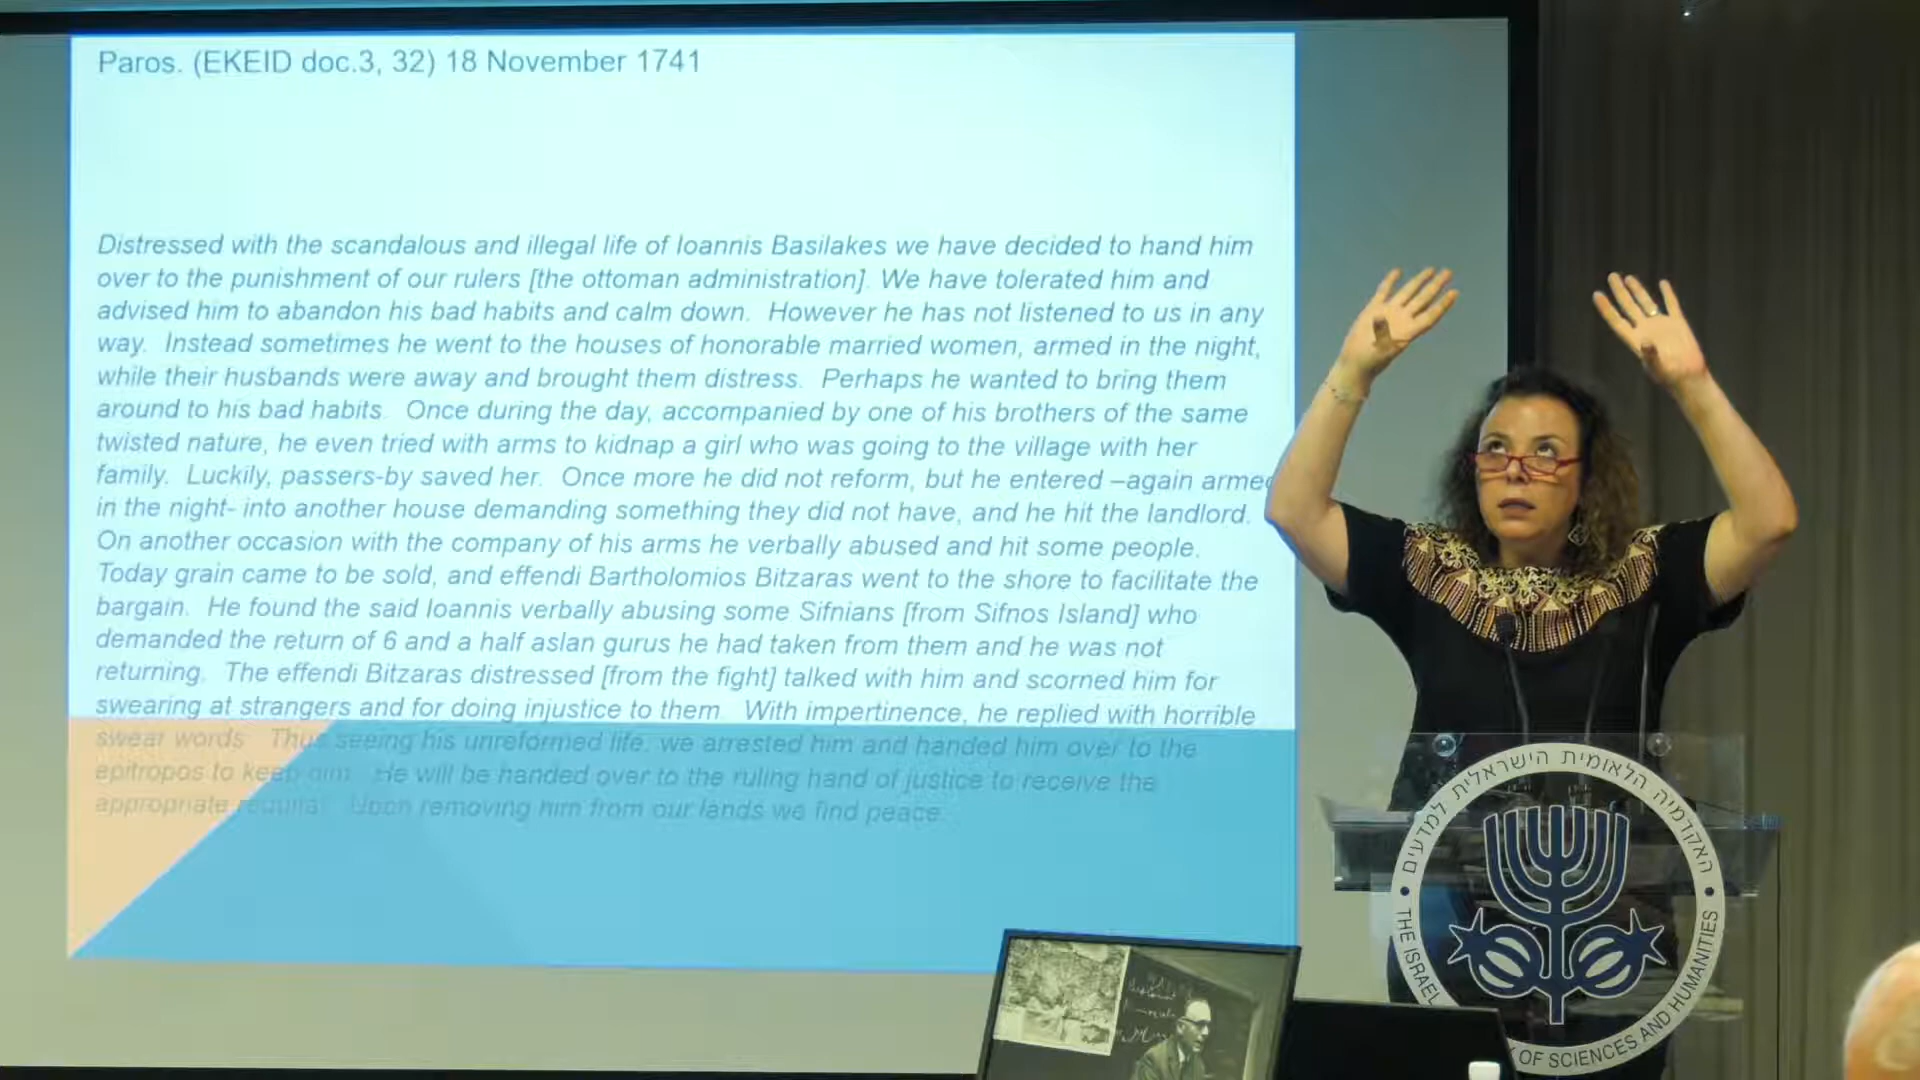 Paros. (EKEID doc.3, 32) 18 November 1741
Distressed with the scandalous and illegal life of Ioannis Basilakes we have decided to hand him
over to the punishment of our rulers [the ottoman administration]. We have tolerated him and
advised him to abandon his bad habits and calm down. However he has not listened to us in any
way. Instead sometimes he went to the houses of honorable married women, armed in the night,
while their husbands were away and brought them distress. Perhaps he wanted to bring them
around to his bad habits. Once during the day, accompanied by one of his brothers of the same
twisted nature, he even tried with arms to kidnap a girl who was going to the village with her
family. Luckily, passers-by saved her. Once more he did not reform, but he entered –again armed
in the night- into another house demanding something they did not have, and he hit the landlord.
On another occasion with the company of his arms he verbally abused and hit some people.
Today grain came to be sold, and effendi Bartholomios Bitzaras went to the shore to facilitate the
bargain. He found the said Ioannis verbally abusing some Sifnians [from Sifnos Island] who
demanded the return of 6 and a half aslan gurus he had taken from them and he was not
returning. The effendi Bitzaras distressed [from the fight] talked with him and scorned him for
swearing at strangers and for doing injustice to them. With impertinence, he replied with horrible
swear words. Thus seeing his unreformed life, we arrested him and handed him over to the
epitropos to keep him. He will be handed over to the ruling hand of justice to receive the
appropriate Upon removing him from our lands we find peace.
האקדמיה הלאומית הישראלית למדעים
THE ISRAEL OF SCIENCES AND HUMANITIES